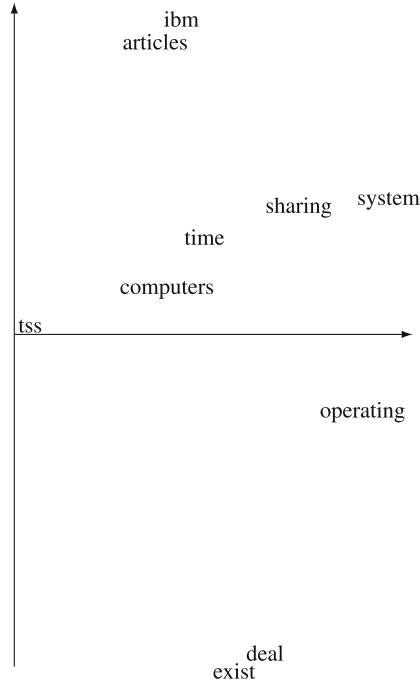 ibm
articles
system
sharing
time
computers
tss
operating
deal
exist